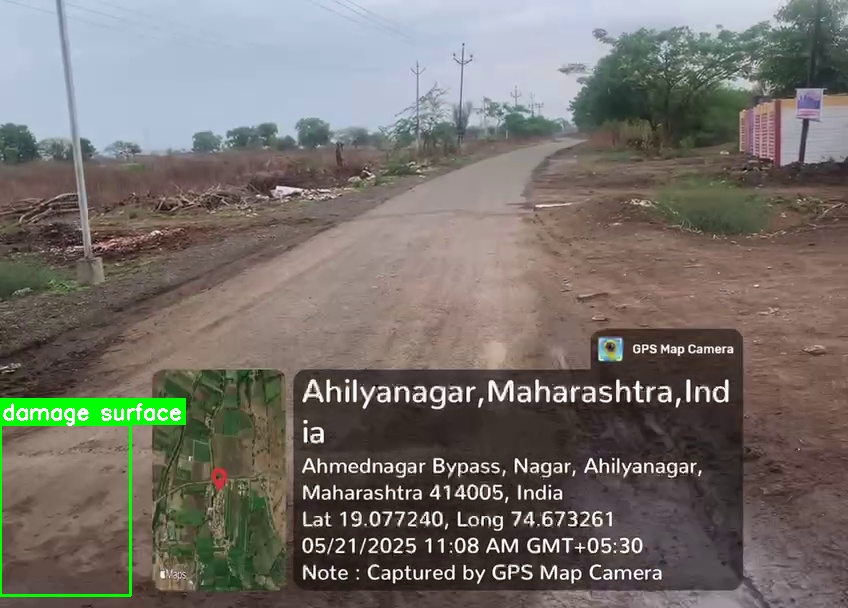 damage surface
GPS Map Camera
Ahilyanagar,Maharashtra,Ind
ia
Ahmednagar Bypass, Nagar, Ahilyanagar,
Maharashtra 414005, India
Lat 19.077240, Long 74.673261
05/21/2025 11:08 AM GMT+05:30
Note : Captured by GPS Map Camera
Maps